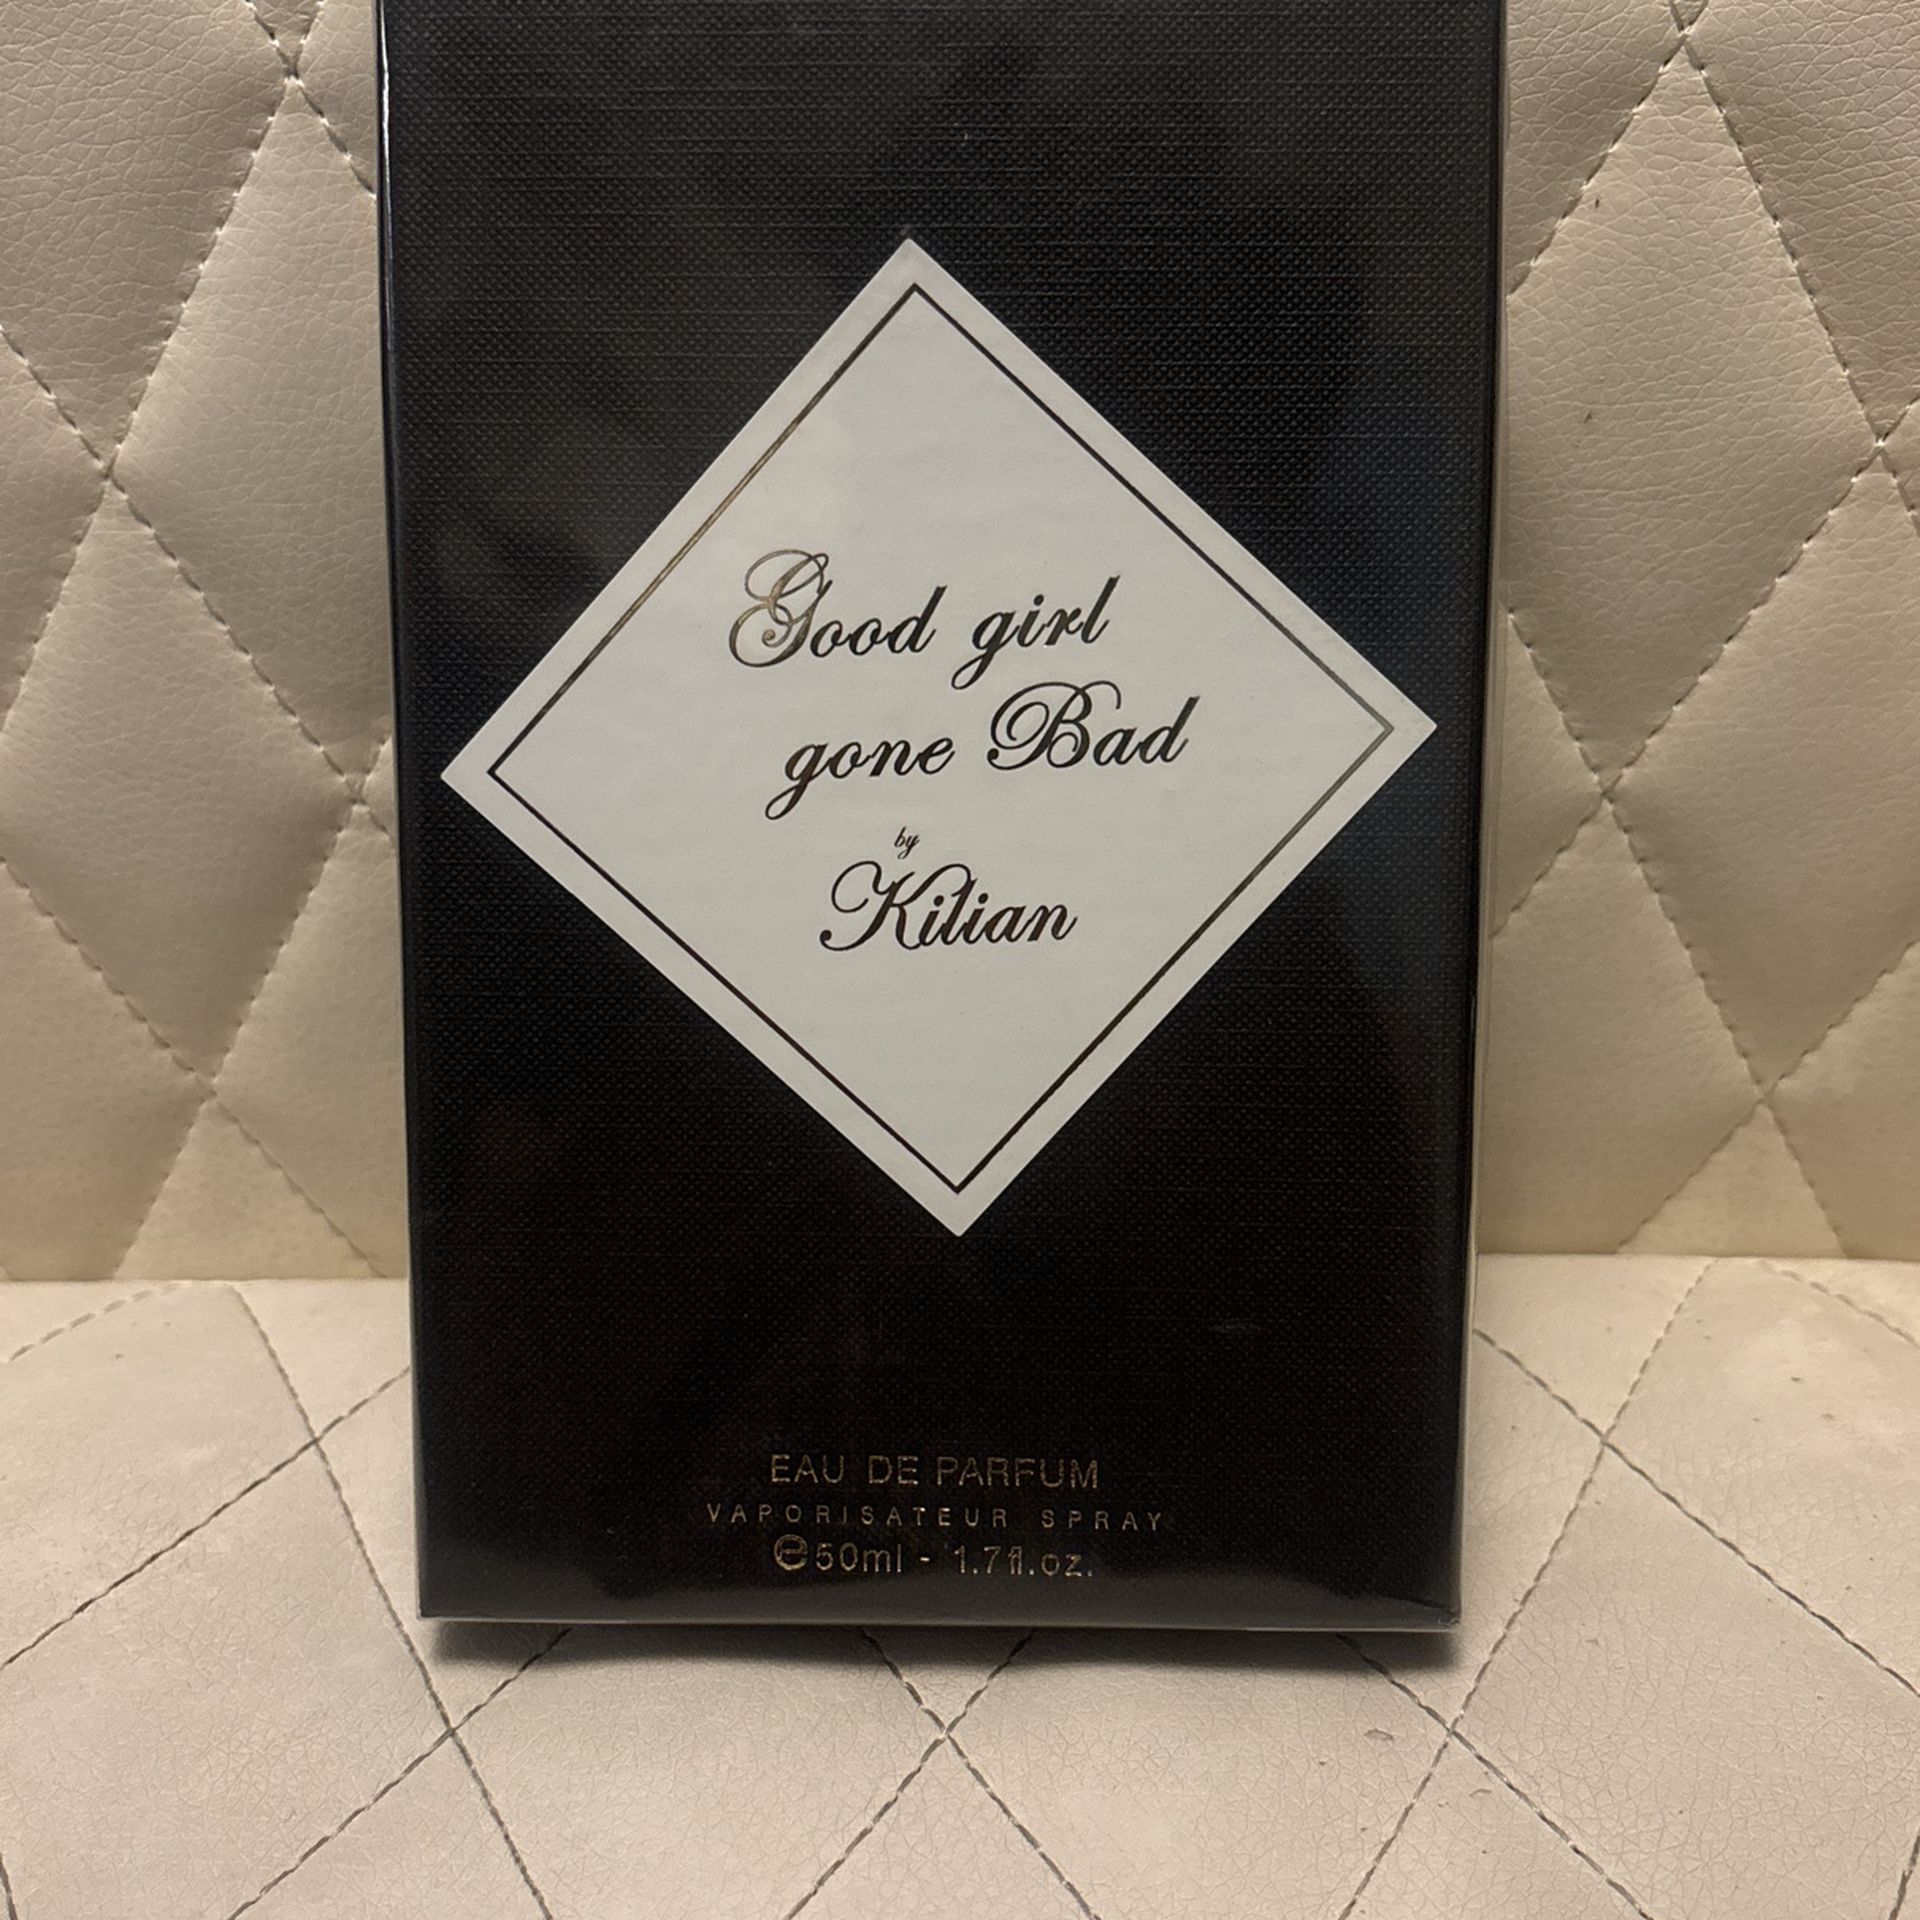 Good girl
gone Bad
by
Kilian
EAU DE PARFUM
VAPORISATEUR SPRAY
℮50ml - 1.7fl.oz.